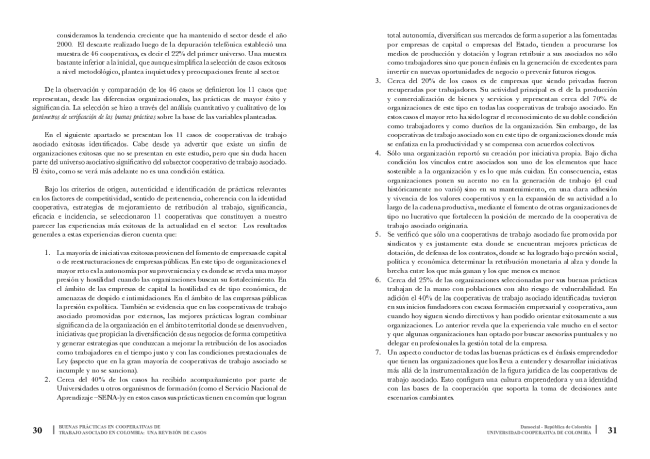 consideramos la tendencia creciente que ha mantenido el sector desde el año
2000. El descarte realizado luego de la depuración telefónica estableció una
muestra de 46 cooperativas, es decir el 22% del primer universo. Una muestra
bastante inferior a la inicial, que aunque simplifica la selección de casos exitosos
a nivel metodológico, plantea inquietudes y preocupaciones frente al sector.
De la observación y comparación de los 46 casos se definieron los 11 casos que
representan, desde las diferencias organizacionales, las prácticas de mayor éxito y
significancia. La selección se hizo a través del análisis cuantitativo y cualitativo de los
parámetros de verificación de las buenas prácticas; sobre la base de las variables planteadas.
En el siguiente apartado se presentan los 11 casos de cooperativas de trabajo
asociado exitosas identificados. Cabe desde ya advertir que existe un sinfín de
organizaciones exitosas que no se presentan en este estudio, pero que sin duda hacen
parte del universo asociativo significativo del subsector cooperativo de trabajo asociado.
El éxito, como se verá más adelante no es una condición estática.
Bajo los criterios de origen, autenticidad e identificación de prácticas relevantes
en los factores de competitividad, sentido de pertenencia, coherencia con la identidad
cooperativa, estrategias de mejoramiento de retribución al trabajo, significancia,
eficacia e incidencia, se seleccionaron 11 cooperativas que constituyen a nuestro
parecer las experiencias más exitosas de la actualidad en el sector. Los resultados
generales a estas experiencias dieron cuenta que:
1. La mayoría de iniciativas exitosas provienen del fomento de empresas de capital
o de reestructuraciones de empresas públicas. En este tipo de organizaciones el
mayor reto es la autonomía por su proveniencia y es donde se revela una mayor
presión y hostilidad cuando las organizaciones buscan su fortalecimiento. En
el ámbito de las empresas de capital la hostilidad es de tipo económica, de
amenazas de despido e intimidaciones. En el ámbito de las empresas públicas
la presión es política. También se evidencia que en las cooperativas de trabajo
asociado promovidas por externos, las mejores prácticas logran combinar
significancia de la organización en el ámbito territorial donde se desenvuelven,
iniciativas que propician la diversificación de sus negocios de forma competitiva
y generar estrategias que conduzcan a mejorar la retribución de los asociados
como trabajadores en el tiempo justo y con las condiciones prestacionales de
Ley (aspecto que en la gran mayoría de cooperativas de trabajo asociado se
incumple y no se sanciona).
2. Cerca del 40% de los casos ha recibido acompañamiento por parte de
Universidades u otros organismos de formación (como el Servicio Nacional de
Aprendizaje –SENA-)y en estos casos sus prácticas tienen en común que logran
30
BUENAS PRÁCTICAS EN COOPERATIVAS DE
TRABAJO ASOCIADO EN COLOMBIA: UNA REVISIÓN DE CASOS
total autonomía, diversifican sus mercados de forma superior a las fomentadas
por empresas de capital o empresas del Estado, tienden a procurarse los
medios de producción y dotación y logran retribuir a sus asociados no sólo
como trabajadores sino que ponen énfasis en la generación de excedentes para
invertir en nuevas oportunidades de negocio o prevenir futuros riesgos.
3. Cerca del 20% de los casos es de empresas que siendo privadas fueron
recuperadas por trabajadores. Su actividad principal es el de la producción
y comercialización de bienes y servicios y representan cerca del 70% de
organizaciones de este tipo en todas las cooperativas de trabajo asociado. En
estos casos el mayor reto ha sido lograr el reconocimiento de su doble condición
como trabajadores y como dueños de la organización. Sin embargo, de las
cooperativas de trabajo asociado son en este tipo de organizaciones donde más
se enfatiza en la productividad y se compensa con acuerdos colectivos.
4. Sólo una organización reportó su creación por iniciativa propia. Bajo dicha
condición los vínculos entre asociados son uno de los elementos que hace
sostenible a la organización y es lo que más cuidan. En consecuencia, estas
organizaciones ponen su acento no en la generación de trabajo (el cual
históricamente no varió) sino en su mantenimiento, en una clara adhesión
y vivencia de los valores cooperativos y en la expansión de su actividad a lo
largo de la cadena productiva, mediante el fomento de otras organizaciones de
tipo no lucrativo que fortalecen la posición de mercado de la cooperativa de
trabajo asociado originaria.
5. Se verificó que sólo una cooperativas de trabajo asociado fue promovida por
sindicatos y es justamente esta donde se encuentran mejores prácticas de
dotación, de defensa de los contratos, donde se ha logrado bajo presión social,
política y económica determinar la retribución monetaria al alza y donde la
brecha entre los que más ganan y los que menos es menor.
6. Cerca del 25% de las organizaciones seleccionadas por sus buenas prácticas
trabajan de la mano con poblaciones con alto riesgo de vulnerabilidad. En
adición el 40% de las cooperativas de trabajo asociado identificadas tuvieron
en sus inicios fundadores con escasa formación empresarial y cooperativa, aun
cuando hoy siguen siendo directivos y han podido orientar exitosamente a sus
organizaciones. Lo anterior revela que la experiencia vale mucho en el sector
y que algunas organizaciones han optado por buscar asesorías puntuales y no
delegar en profesionales la gestión total de la empresa.
7. Un aspecto conductor de todas las buenas prácticas es el énfasis emprendedor
que tienen las organizaciones que los lleva a entender y desarrollar iniciativas
más allá de la instrumentalización de la figura jurídica de las cooperativas de
trabajo asociado. Esto configura una cultura emprendedora y una identidad
con las bases de la cooperación que soporta la toma de decisiones ante
escenarios cambiantes.
Dansocial - República de Colombia
UNIVERSIDAD COOPERATIVA DE COLOMBIA
31